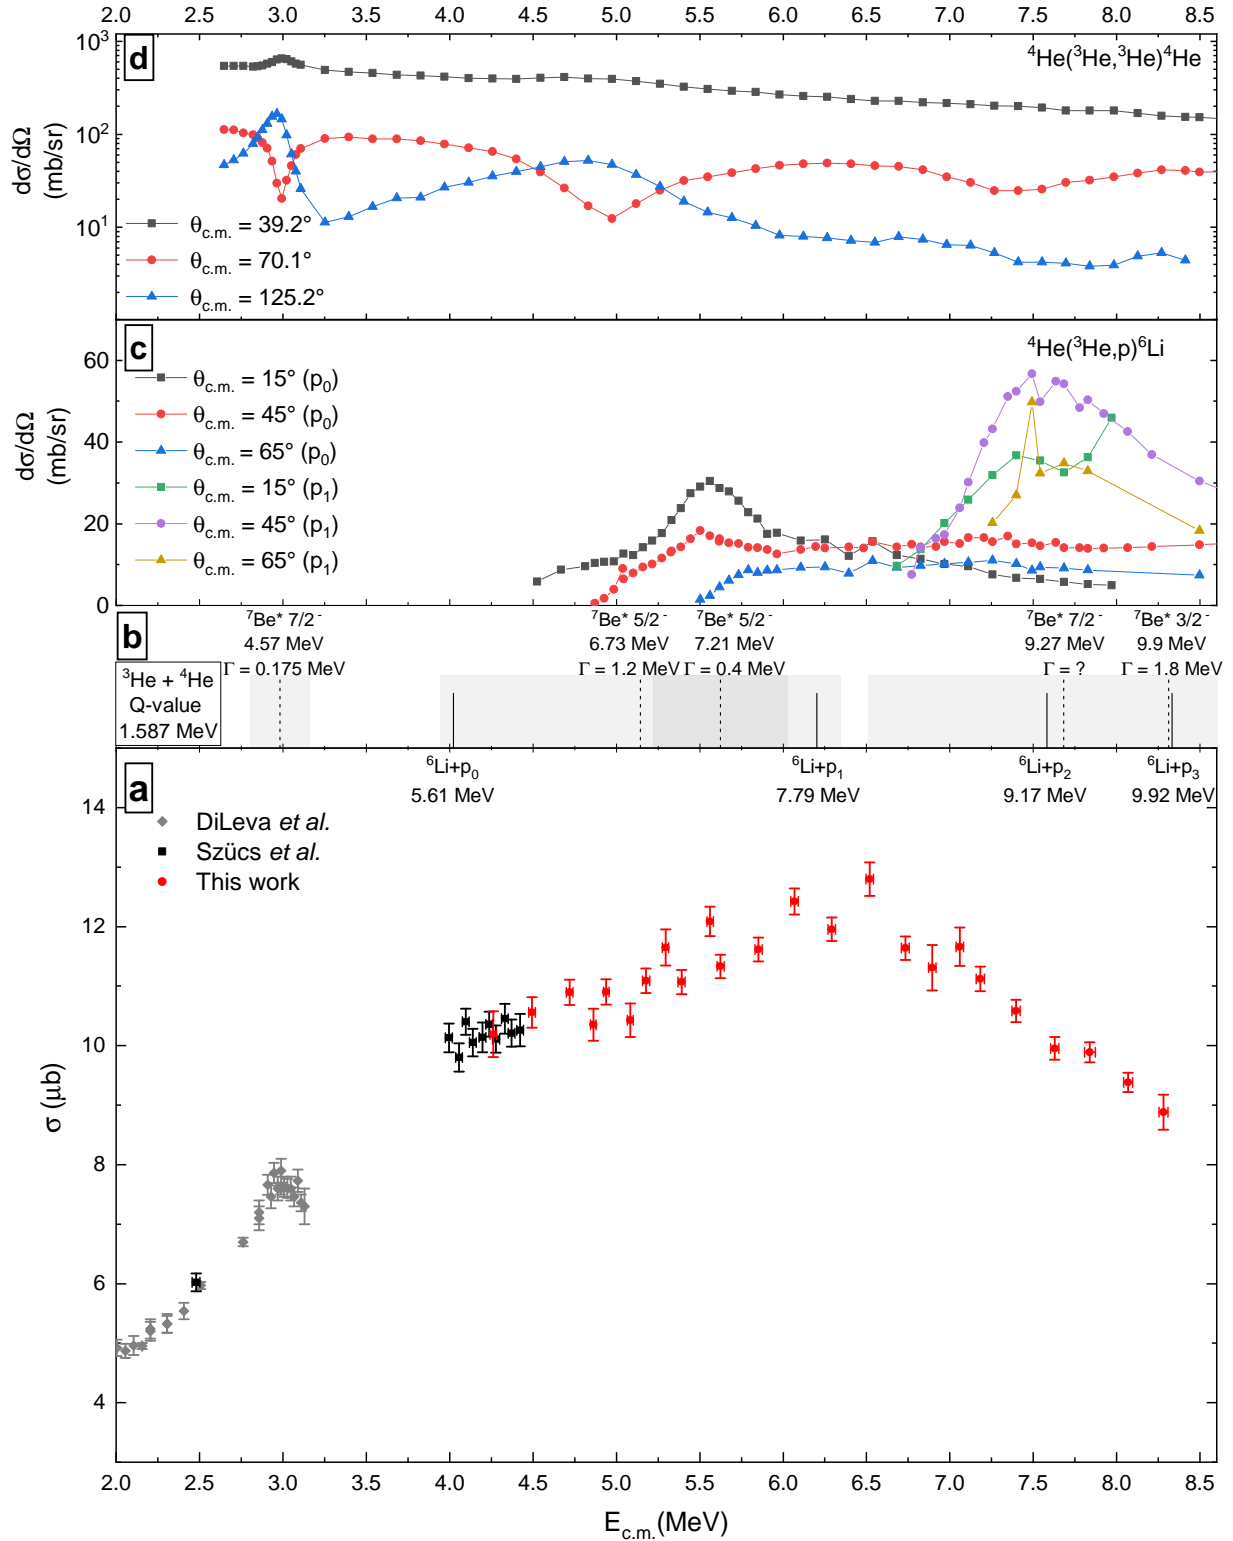 2.0 2.5 3.0 3.5 4.0 4.5 5.0 5.5 6.0 6.5 7.0 7.5 8.0 8.5
d
⁴He(³He,³He)⁴He
10³
10²
10¹
dσ/dΩ
(mb/sr)
θc.m. = 39.2°
θc.m. = 70.1°
θc.m. = 125.2°
c
⁴He(³He,p)⁶Li
60
40
20
0
dσ/dΩ
(mb/sr)
θc.m. = 15° (p₀)
θc.m. = 45° (p₀)
θc.m. = 65° (p₀)
θc.m. = 15° (p₁)
θc.m. = 45° (p₁)
θc.m. = 65° (p₁)
b
⁷Be* 7/2⁻
4.57 MeV
Γ = 0.175 MeV
⁷Be* 5/2⁻
6.73 MeV
Γ = 1.2 MeV
⁷Be* 5/2⁻
7.21 MeV
Γ = 0.4 MeV
⁷Be* 7/2⁻
9.27 MeV
Γ = ?
⁷Be* 3/2⁻
9.9 MeV
Γ = 1.8 MeV
³He + ⁴He
Q-value
1.587 MeV
a
⁶Li+p₀
5.61 MeV
⁶Li+p₁
7.79 MeV
⁶Li+p₂
9.17 MeV
⁶Li+p₃
9.92 MeV
DiLeva et al.
Szücs et al.
This work
14
12
10
8
6
4
σ (μb)
2.0 2.5 3.0 3.5 4.0 4.5 5.0 5.5 6.0 6.5 7.0 7.5 8.0 8.5
Ec.m.(MeV)